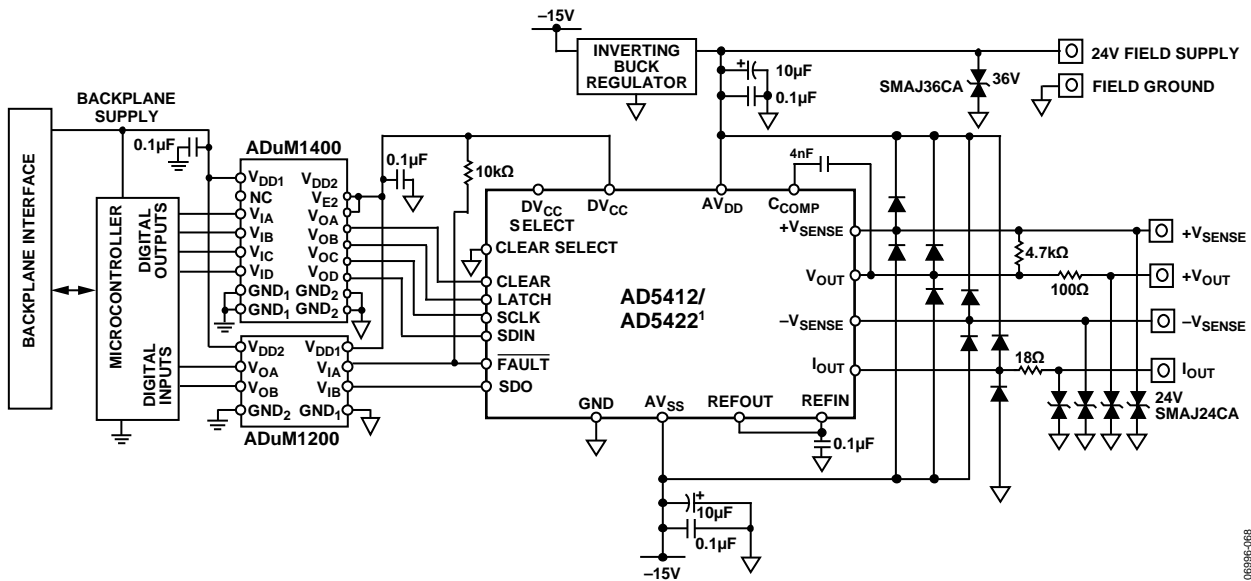 –15V
INVERTING
BUCK
REGULATOR
+
10µF
0.1µF
SMAJ36CA
36V
24V FIELD SUPPLY
FIELD GROUND
BACKPLANE INTERFACE
BACKPLANE
SUPPLY
0.1µF
MICROCONTROLLER
DIGITAL
OUTPUTS
DIGITAL
INPUTS
ADuM1400
VDD1
NC
VIA
VIB
VIC
VID
GND1
GND1
VDD2
VE2
VOA
VOB
VOC
VOD
GND2
GND2
VDD2
VOA
VOB
GND2
VDD1
VIA
VIB
GND1
ADuM1200
0.1µF
10kΩ
4nF
DVCC
SELECT
DVCC
AVDD
CCOMP
CLEAR SELECT
CLEAR
LATCH
SCLK
SDIN
FAULT
SDO
AD5412/
AD5422¹
+VSENSE
VOUT
–VSENSE
IOUT
GND
AVSS
REFOUT
REFIN
0.1µF
4.7kΩ
100Ω
18Ω
+VSENSE
+VOUT
–VSENSE
IOUT
24V
SMAJ24CA
+
10µF
0.1µF
–15V
06996-068